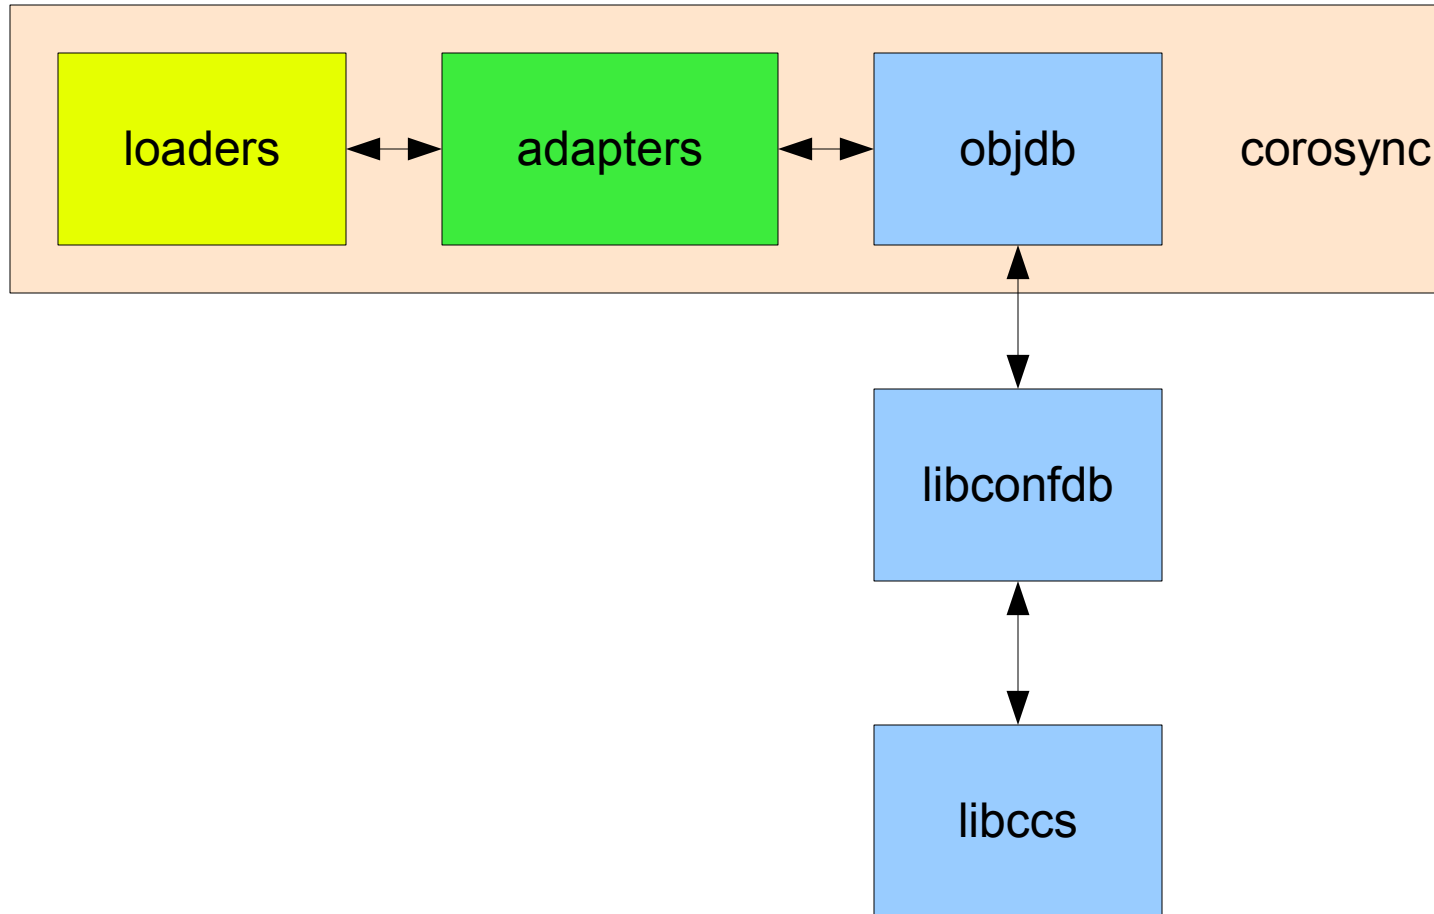 loaders
adapters
objdb
corosync
libconfdb
libccs